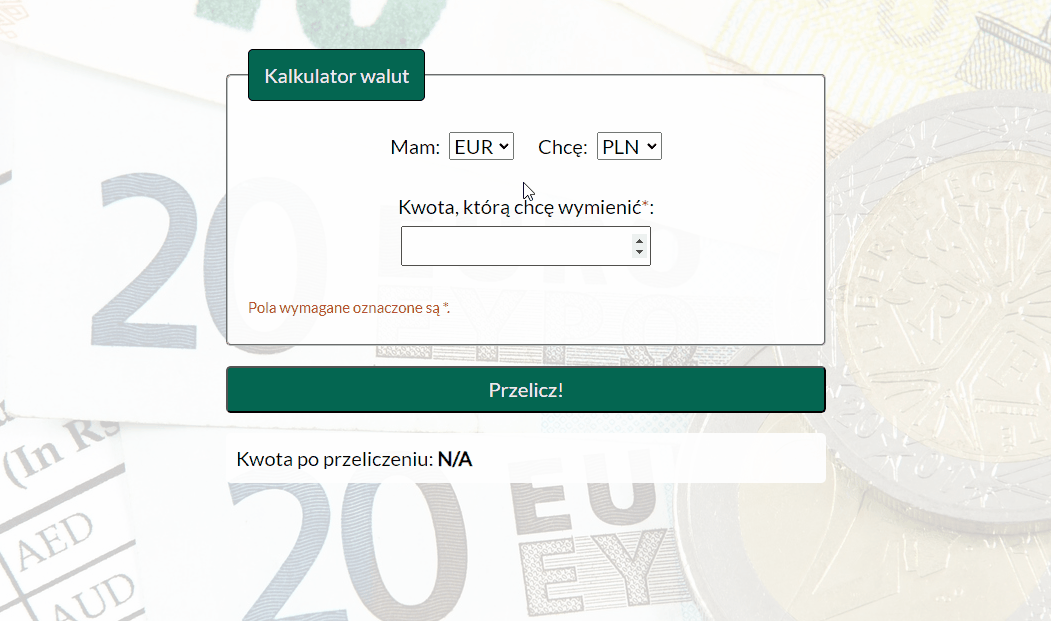 Kalkulator walut
Mam: EUR Chcę: PLN
Kwota, którą chcę wymienić*:
Pola wymagane oznaczone są *.
Przelicz!
Kwota po przeliczeniu: N/A
20
EURO
EYPO
(In Rs
AED
AUD
20
EU
EY